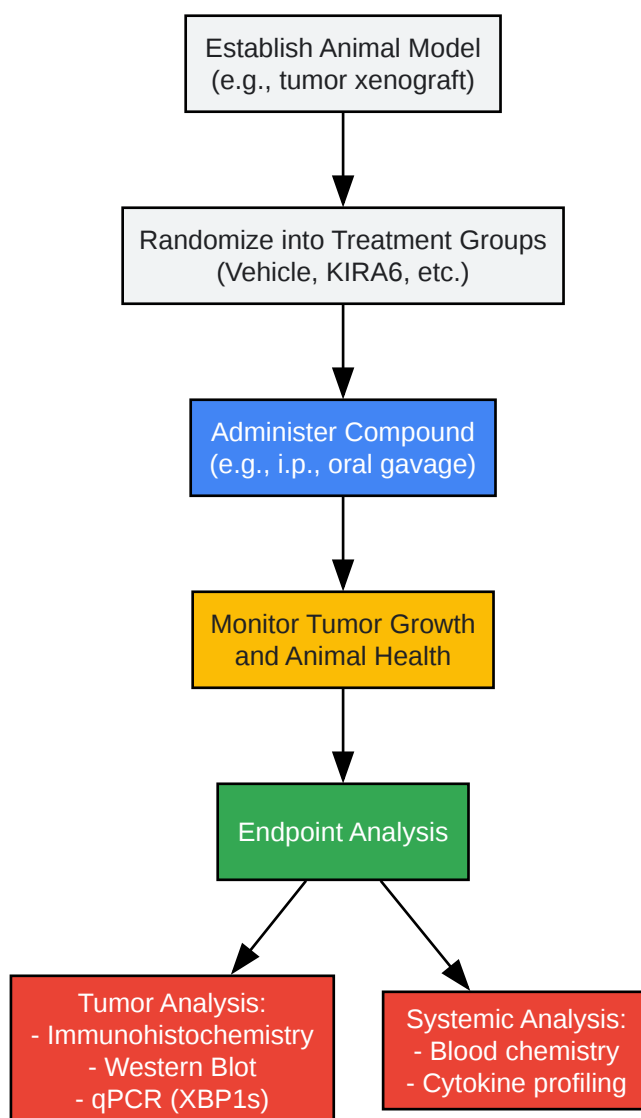 Establish Animal Model
(e.g., tumor xenograft)
Randomize into Treatment Groups
(Vehicle, KIRA6, etc.)
Administer Compound
(e.g., i.p., oral gavage)
Monitor Tumor Growth
and Animal Health
Endpoint Analysis
Tumor Analysis:
- Immunohistochemistry
- Western Blot
- qPCR (XBP1s)
Systemic Analysis:
- Blood chemistry
- Cytokine profiling